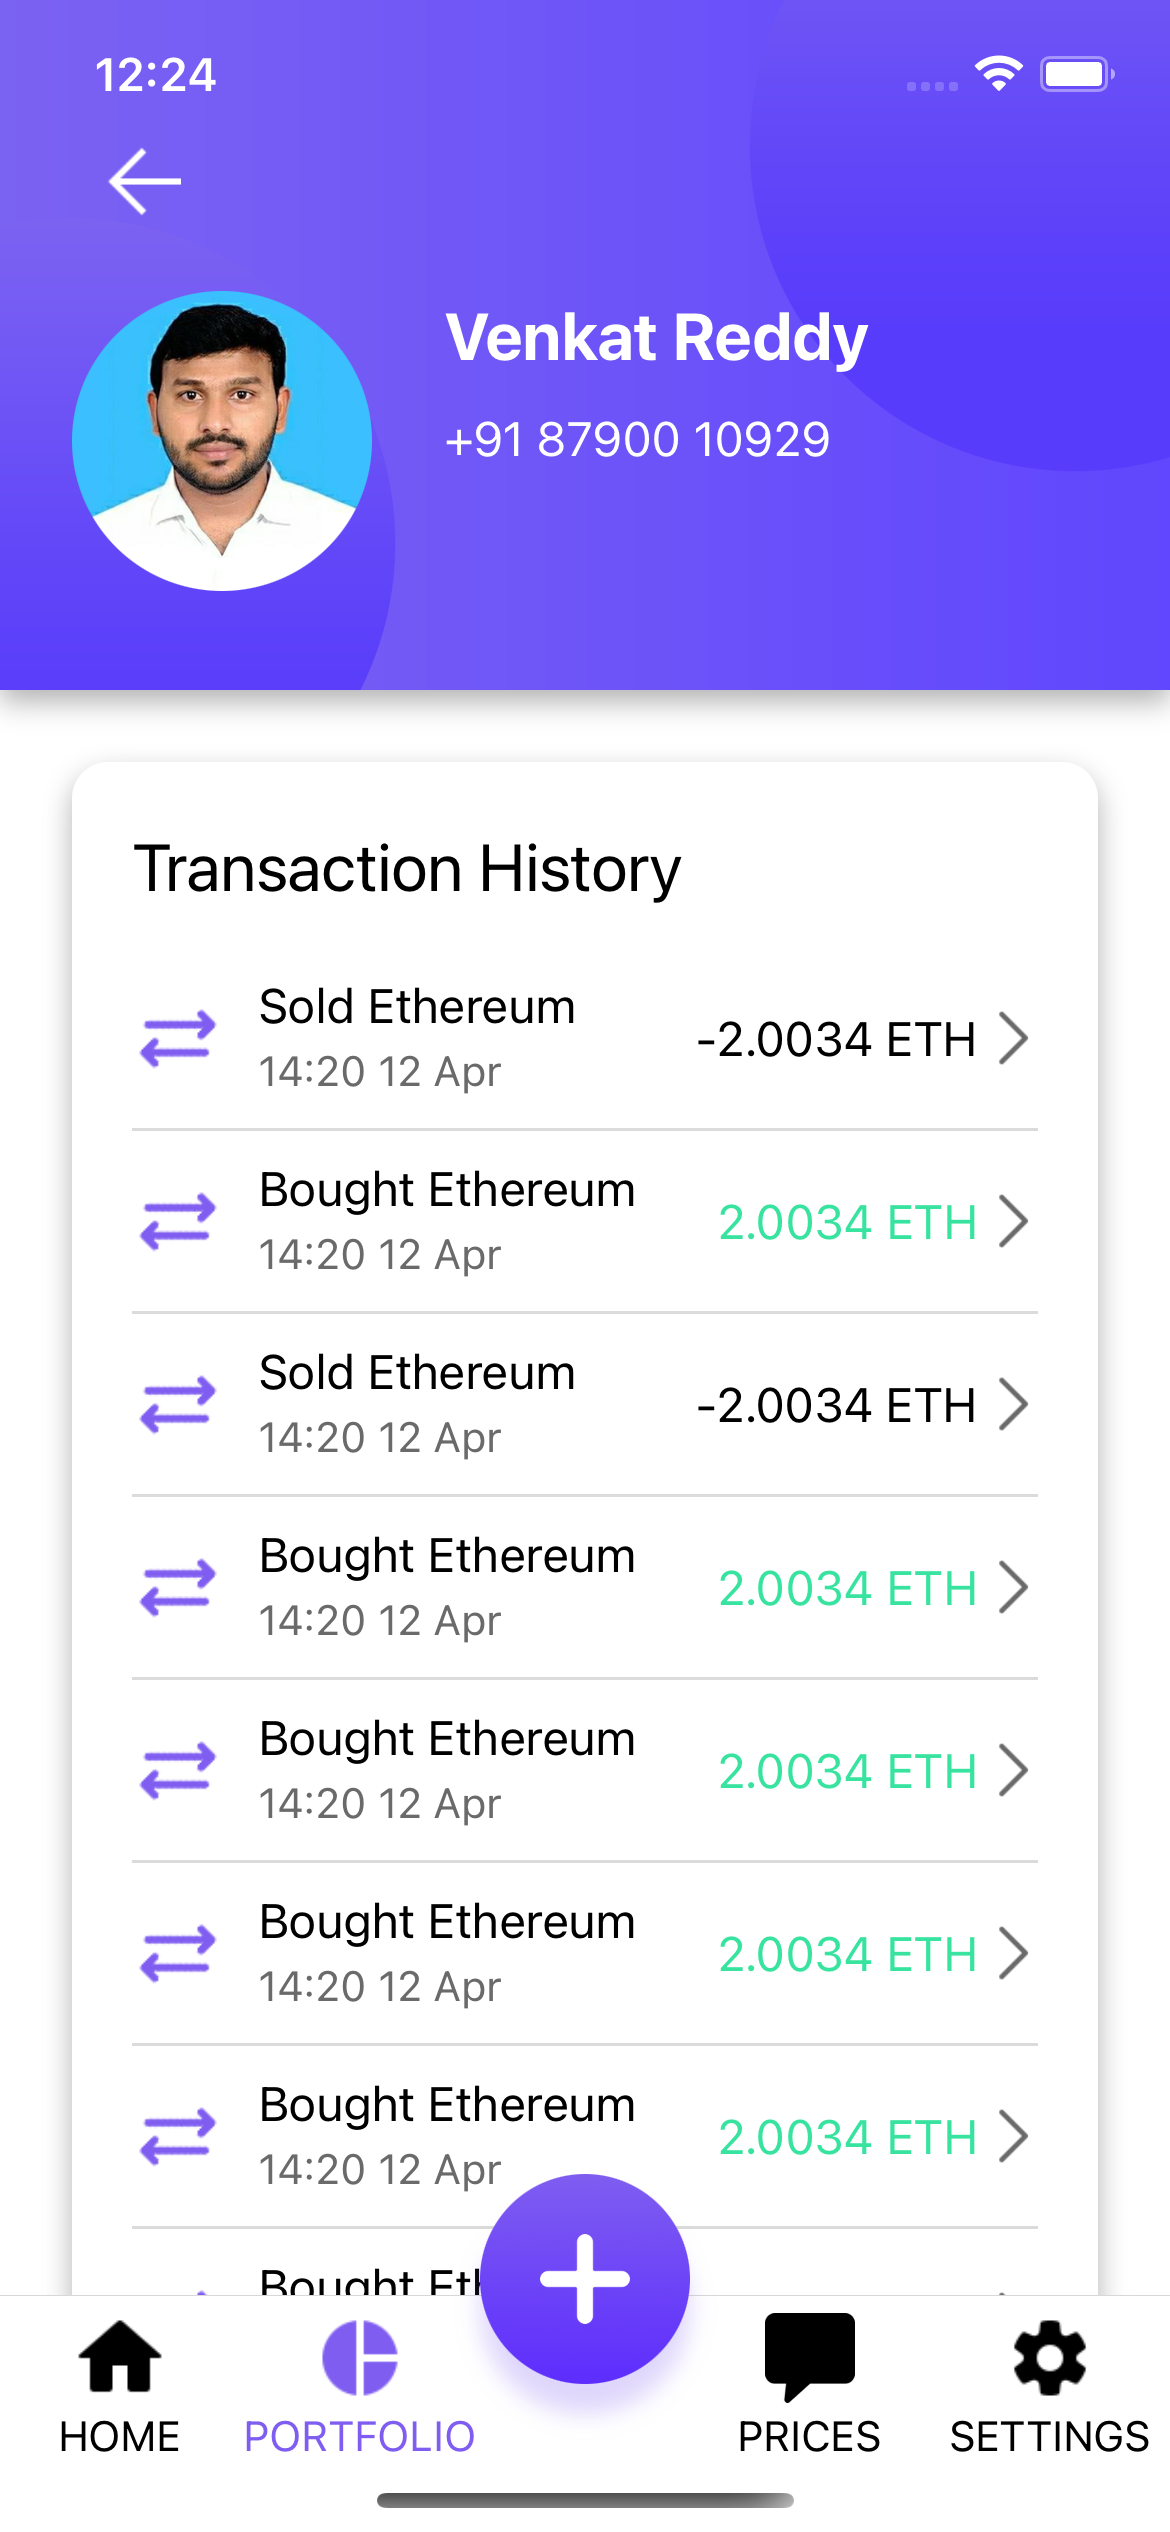 12:24
Venkat Reddy
+91 87900 10929
Transaction History
Sold Ethereum
14:20 12 Apr
-2.0034 ETH
Bought Ethereum
14:20 12 Apr
2.0034 ETH
Sold Ethereum
14:20 12 Apr
-2.0034 ETH
Bought Ethereum
14:20 12 Apr
2.0034 ETH
Bought Ethereum
14:20 12 Apr
2.0034 ETH
Bought Ethereum
14:20 12 Apr
2.0034 ETH
Bought Ethereum
14:20 12 Apr
2.0034 ETH
Bought Eth
HOME
PORTFOLIO
PRICES
SETTINGS